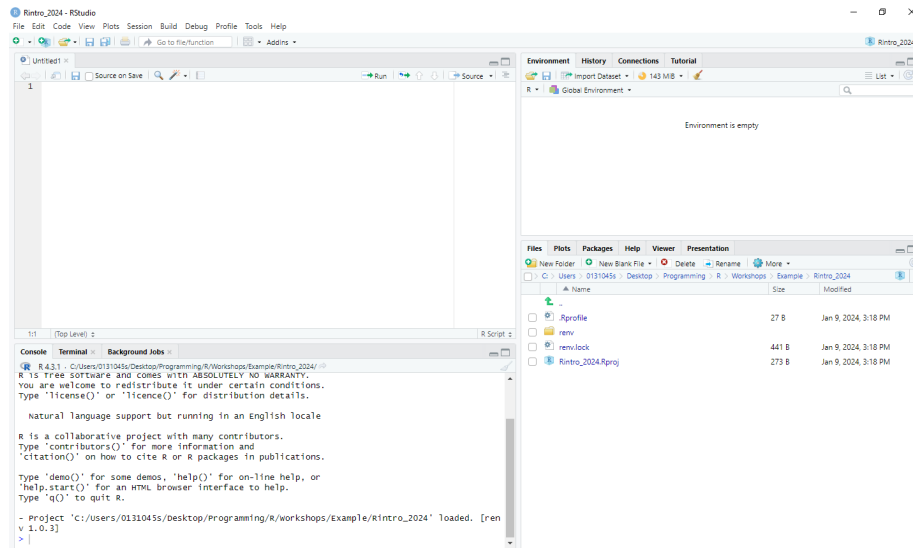 Rintro_2024 - RStudio
File Edit Code View Plots Session Build Debug Profile Tools Help
Go to file/function Addins Rintro_2024
Untitled1
Source on Save Run Source
1
1:1 (Top Level) R Script
Console Terminal Background Jobs
R 4.3.1 · C:/Users/0131045s/Desktop/Programming/R/Workshops/Example/Rintro_2024/
R is free software and comes with ABSOLUTELY NO WARRANTY.
You are welcome to redistribute it under certain conditions.
Type 'license()' or 'licence()' for distribution details.
Natural language support but running in an English locale
R is a collaborative project with many contributors.
Type 'contributors()' for more information and
'citation()' on how to cite R or R packages in publications.
Type 'demo()' for some demos, 'help()' for on-line help, or
'help.start()' for an HTML browser interface to help.
Type 'q()' to quit R.
- Project 'C:/Users/0131045s/Desktop/Programming/R/Workshops/Example/Rintro_2024' loaded. [ren
v 1.0.3]
>
Environment History Connections Tutorial
Import Dataset 143 MiB List
R Global Environment
Environment is empty
Files Plots Packages Help Viewer Presentation
New Folder New Blank File Delete Rename More
C: > Users > 0131045s > Desktop > Programming > R > Workshops > Example > Rintro_2024
Name Size Modified
..
.Rprofile 27 B Jan 9, 2024, 3:18 PM
renv
renv.lock 441 B Jan 9, 2024, 3:18 PM
Rintro_2024.Rproj 273 B Jan 9, 2024, 3:18 PM